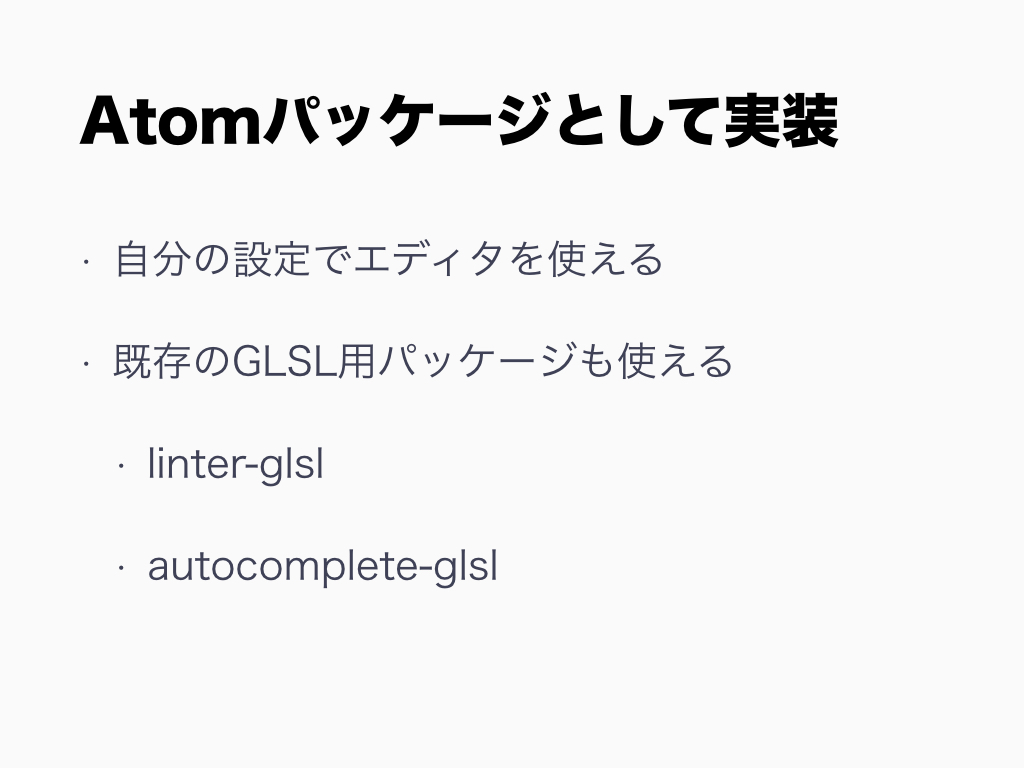 Atomパッケージとして実装
・自分の設定でエディタを使える
・既存のGLSL用パッケージも使える
・linter-glsl
・autocomplete-glsl